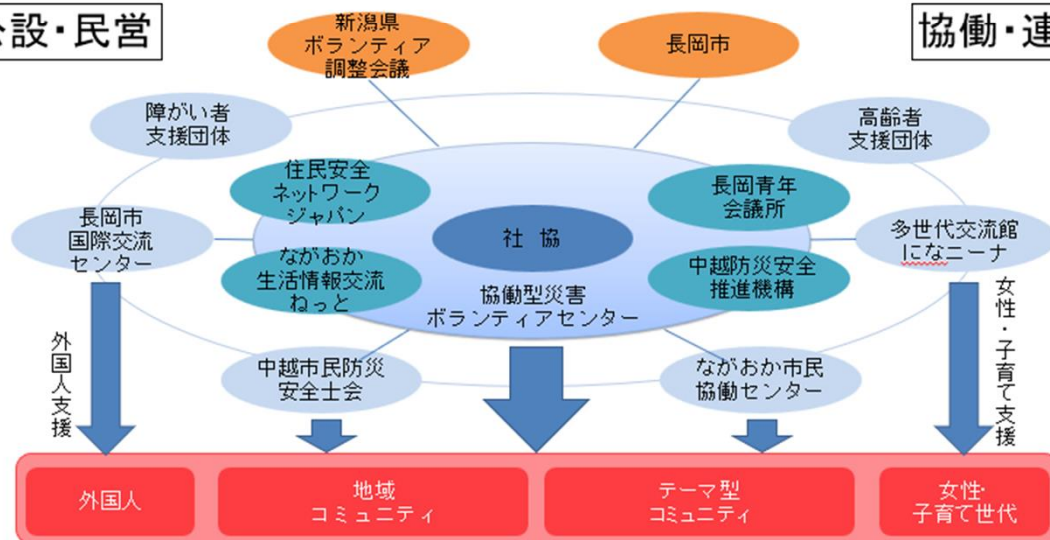 設・民営
協働・連
新潟県
ボランティア
調整会議
長岡市
障がい者
支援団体
高齢者
支援団体
住民安全
ネットワーク
ジャパン
長岡青年
会議所
長岡市
国際交流
センター
社 協
多世代交流館
になニーナ
ながおか
生活情報交流
ねっと
中越防災安全
推進機構
協働型災害
ボランティアセンター
外国人支援
女性・子育て支援
中越市民防災
安全士会
ながおか市民
協働センター
外国人
地域
コミュニティ
テーマ型
コミュニティ
女性・
子育て世代